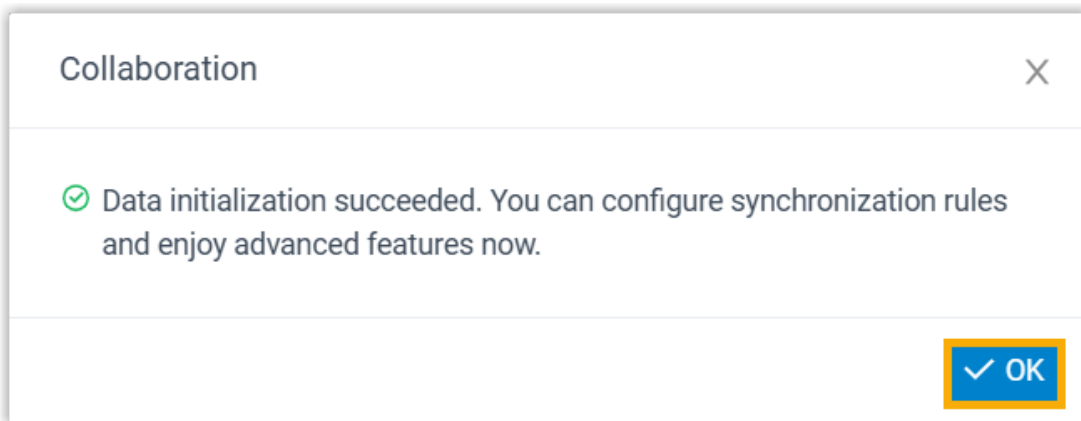 Collaboration
Data initialization succeeded. You can configure synchronization rules
and enjoy advanced features now.
OK